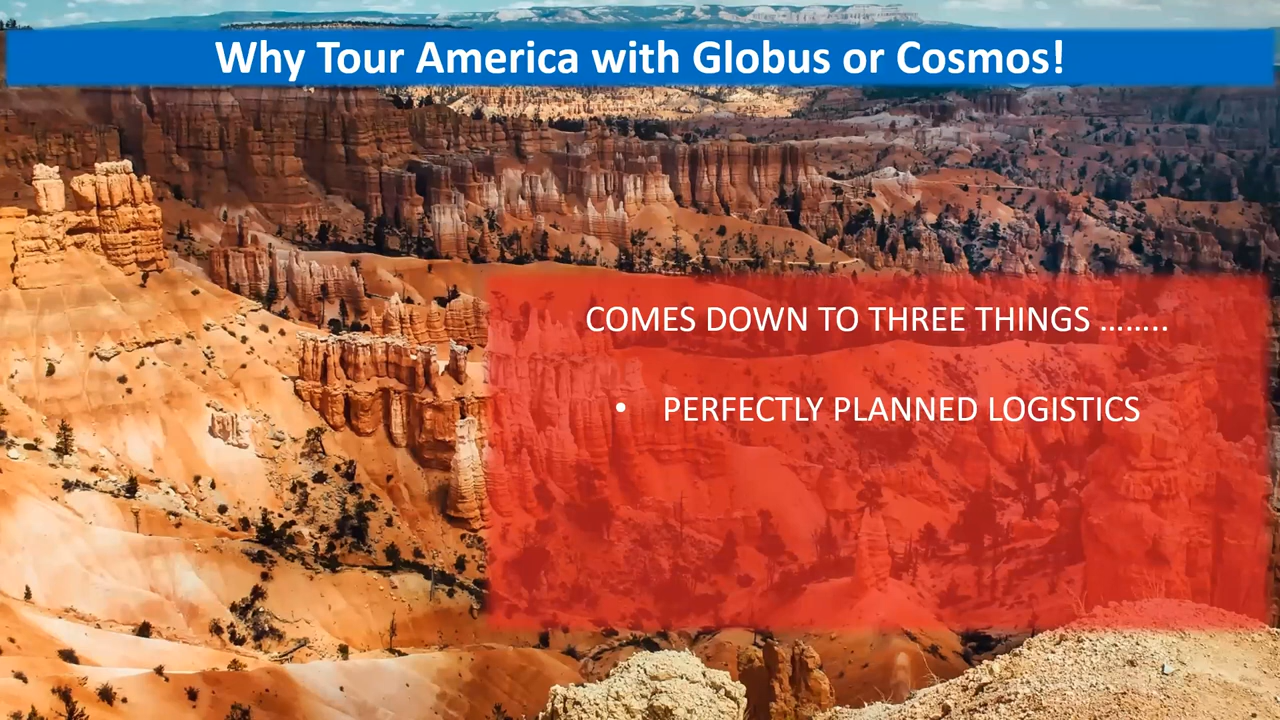 Why Tour America with Globus or Cosmos!
COMES DOWN TO THREE THINGS ……..
• PERFECTLY PLANNED LOGISTICS